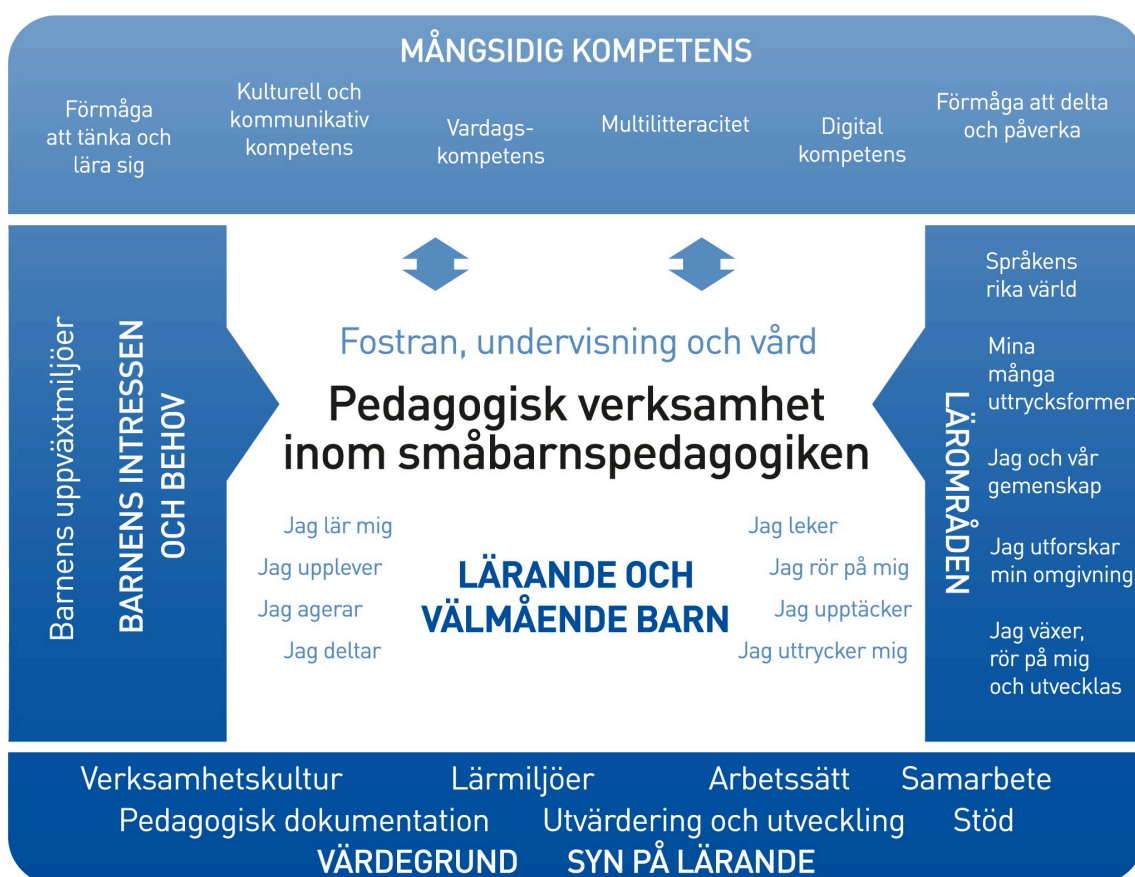 MÅNGSIDIG KOMPETENS
Förmåga
att tänka och
lära sig
Kulturell och
kommunikativ
kompetens
Vardags-
kompetens
Multilitteracitet
Digital
kompetens
Förmåga att delta
och påverka
Barnens uppväxtmiljöer
BARNENS INTRESSEN
OCH BEHOV
Fostran, undervisning och vård
Pedagogisk verksamhet
inom småbarnspedagogiken
Jag lär mig
Jag upplever
Jag agerar
Jag deltar
LÄRANDE OCH
VÄLMÅENDE BARN
Jag leker
Jag rör på mig
Jag upptäcker
Jag uttrycker mig
LÄROMRÅDEN
Språkens
rika värld
Mina
många
uttrycksformer
Jag och vår
gemenskap
Jag utforskar
min omgivning
Jag växer,
rör på mig
och utvecklas
Verksamhetskultur Lärmiljöer Arbetssätt Samarbete
Pedagogisk dokumentation Utvärdering och utveckling Stöd
VÄRDEGRUND SYN PÅ LÄRANDE